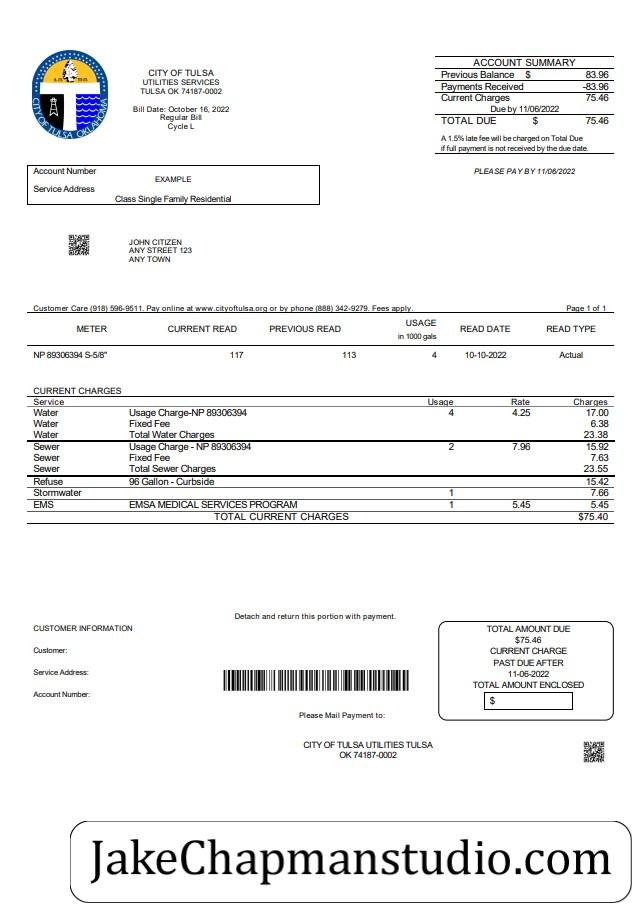 CITY OF TULSA OKLAHOMA
CITY OF TULSA
UTILITIES SERVICES
TULSA OK 74187-0002
Bill Date: October 16, 2022
Regular Bill
Cycle L
ACCOUNT SUMMARY
Previous Balance $ 83.96
Payments Received -83.96
Current Charges 75.46
Due by 11/06/2022
TOTAL DUE $ 75.46
A 1.5% late fee will be charged on Total Due
if full payment is not received by the due date.
PLEASE PAY BY 11/06/2022
Account Number
EXAMPLE
Service Address
Class Single Family Residential
JOHN CITIZEN
ANY STREET 123
ANY TOWN
Customer Care (918) 596-9511. Pay online at www.cityoftulsa.org or by phone (888) 342-9279. Fees apply. Page 1 of 1
METER CURRENT READ PREVIOUS READ USAGE in 1000 gals READ DATE READ TYPE
NP 89306394 S-5/8" 117 113 4 10-10-2022 Actual
CURRENT CHARGES
Service Usage Rate Charges
Water Usage Charge-NP 89306394 4 4.25 17.00
Water Fixed Fee 6.38
Water Total Water Charges 23.38
Sewer Usage Charge - NP 89306394 2 7.96 15.92
Sewer Fixed Fee 7.63
Sewer Total Sewer Charges 23.55
Refuse 96 Gallon - Curbside 15.42
Stormwater 1 7.66
EMS EMSA MEDICAL SERVICES PROGRAM 1 5.45 5.45
TOTAL CURRENT CHARGES $75.40
Detach and return this portion with payment.
CUSTOMER INFORMATION
Customer:
Service Address:
Account Number:
Please Mail Payment to:
CITY OF TULSA UTILITIES TULSA
OK 74187-0002
TOTAL AMOUNT DUE
$75.46
CURRENT CHARGE
PAST DUE AFTER
11-06-2022
TOTAL AMOUNT ENCLOSED
$
JakeChapmanstudio.com